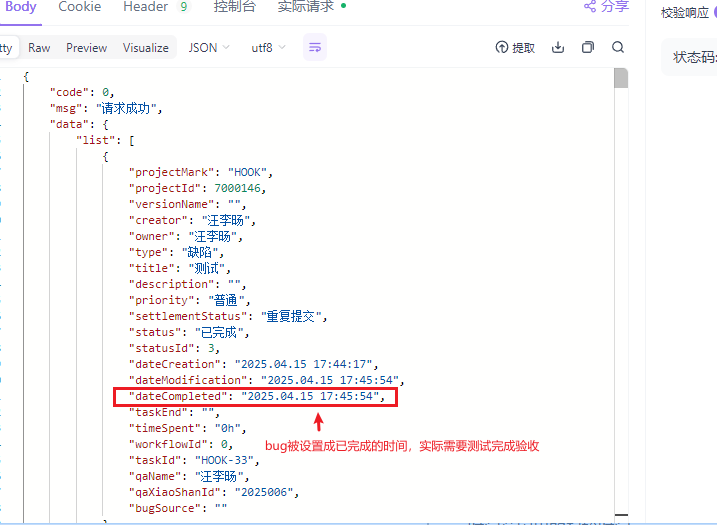 Body Cookie Header 9 控制台 实际请求 分享
校验响应
tty Raw Preview Visualize JSON utf8 提取
状态码:
{
"code": 0,
"msg": "请求成功",
"data": {
"list": [
{
"projectMark": "HOOK",
"projectId": 7000146,
"versionName": "",
"creator": "汪李旸",
"owner": "汪李旸",
"type": "缺陷",
"title": "测试",
"description": "",
"priority": "普通",
"settlementStatus": "重复提交",
"status": "已完成",
"statusId": 3,
"dateCreation": "2025.04.15 17:44:17",
"dateModification": "2025.04.15 17:45:54",
"dateCompleted": "2025.04.15 17:45:54",
"taskEnd": "",
"timeSpent": "0h",
bug被设置成已完成的时间，实际需要测试完成验收
"workflowId": 0,
"taskId": "HOOK-33",
"qaName": "汪李旸",
"qaXiaoShanId": "2025006",
"bugSource": ""